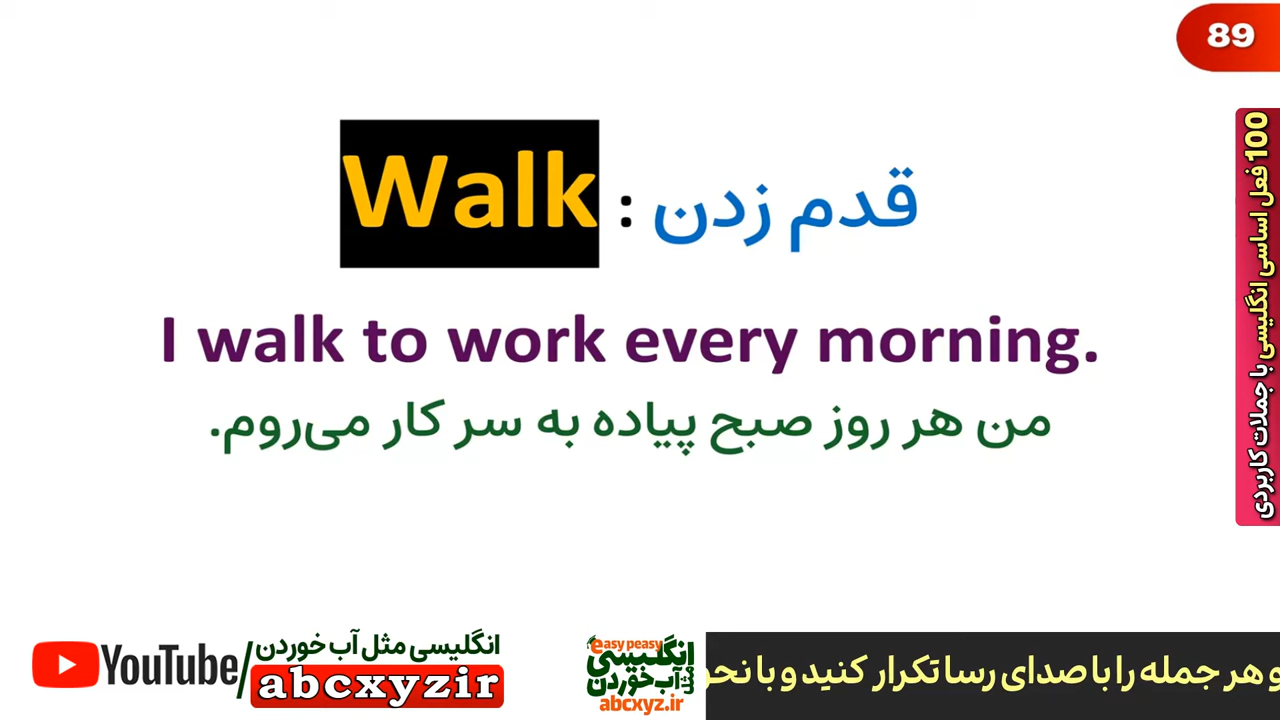 89
Walk : قدم زدن
I walk to work every morning.
من هر روز صبح پیاده به سر کار می‌روم.
100 فعل اساسی انگلیسی با جملات کاربردی
YouTube/
انگلیسی مثل آب خوردن
abcxyzir
easy peasy
انگلیسی
آب خوردن
abcxyz.ir
و هر جمله را با صدای رسا تکرار کنید و با